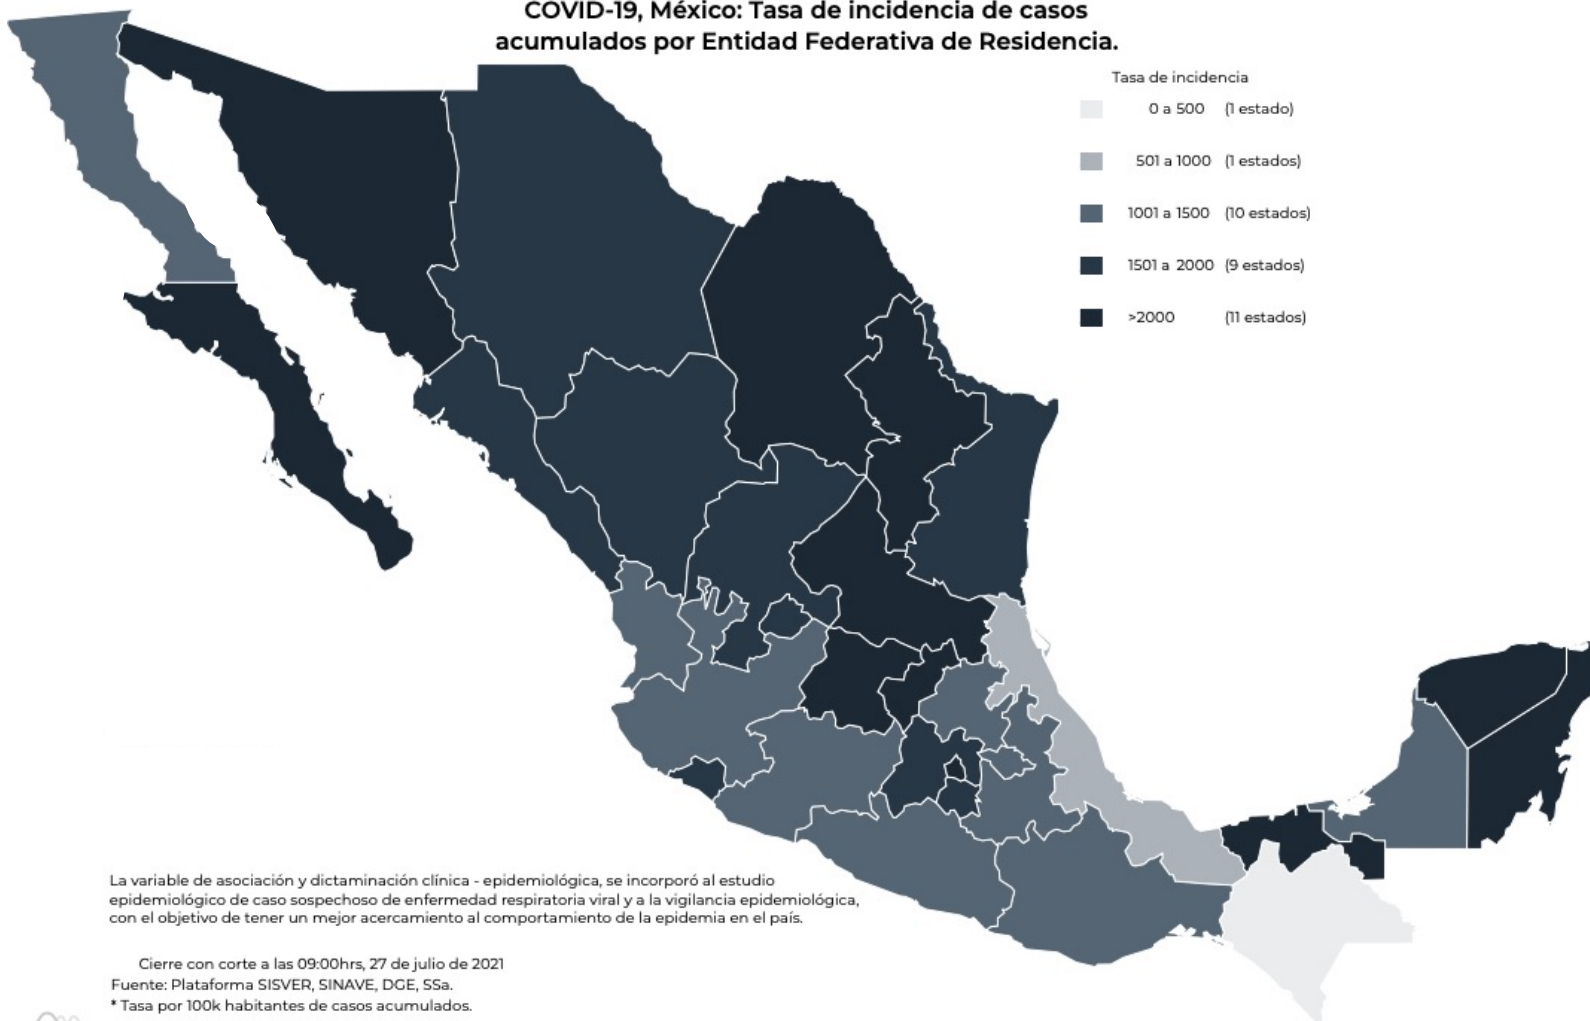 COVID-19, México: Tasa de incidencia de casos
acumulados por Entidad Federativa de Residencia.
Tasa de incidencia
0 a 500 (1 estado)
501 a 1000 (1 estados)
1001 a 1500 (10 estados)
1501 a 2000 (9 estados)
>2000 (11 estados)
La variable de asociación y dictaminación clínica - epidemiológica, se incorporó al estudio
epidemiológico de caso sospechoso de enfermedad respiratoria viral y a la vigilancia epidemiológica,
con el objetivo de tener un mejor acercamiento al comportamiento de la epidemia en el país.
Cierre con corte a las 09:00hrs, 27 de julio de 2021
Fuente: Plataforma SISVER, SINAVE, DGE, SSa.
* Tasa por 100k habitantes de casos acumulados.